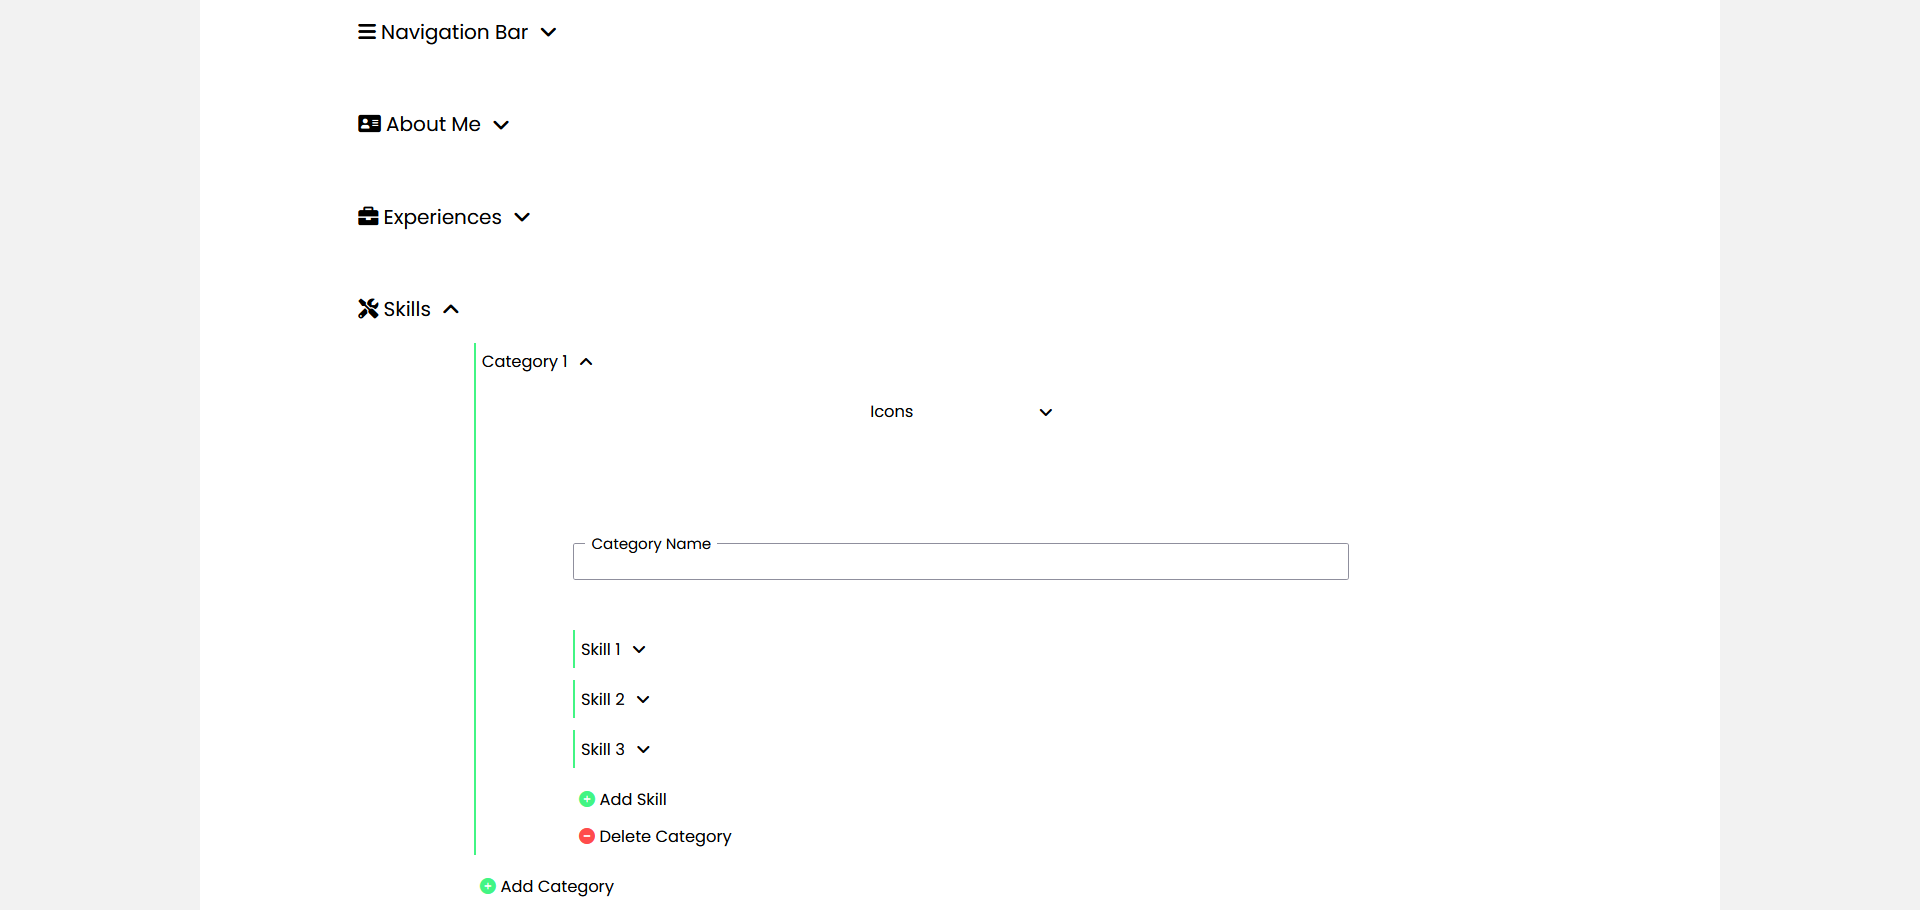 Navigation Bar
About Me
Experiences
Skills
Category 1
Icons
Category Name
Skill 1
Skill 2
Skill 3
Add Skill
Delete Category
Add Category